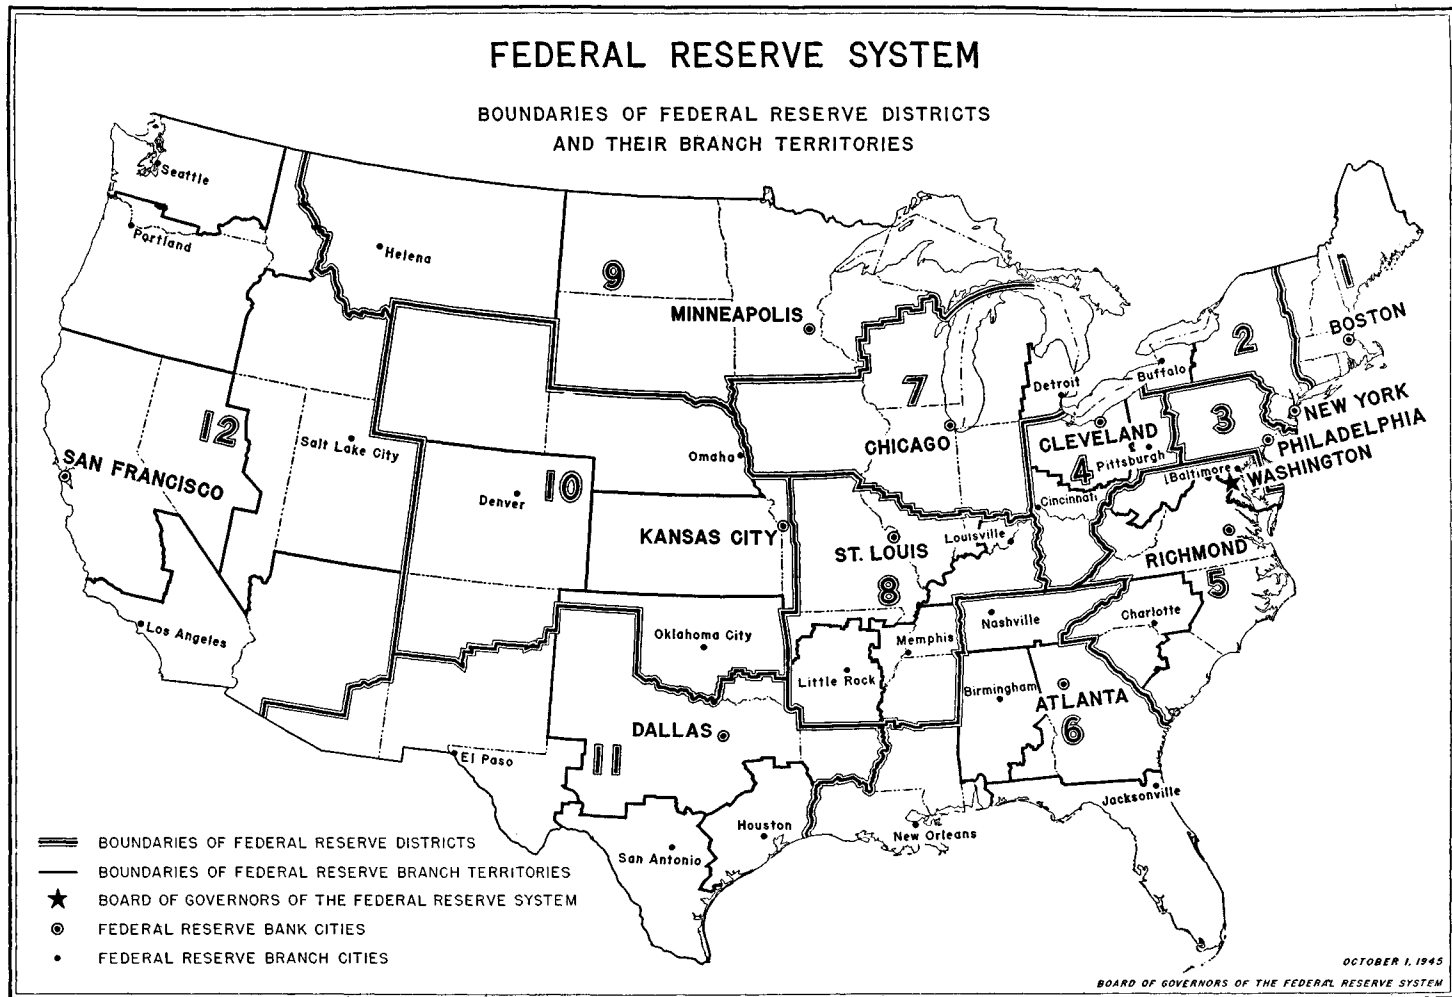 FEDERAL RESERVE SYSTEM
BOUNDARIES OF FEDERAL RESERVE DISTRICTS
AND THEIR BRANCH TERRITORIES
Seattle
Portland
Helena
9
MINNEAPOLIS
1
BOSTON
2
Buffalo
Detroit
7
CHICAGO
CLEVELAND
4
Pittsburgh
Cincinnati
3
NEW YORK
PHILADELPHIA
WASHINGTON
Baltimore
12
SAN FRANCISCO
Salt Lake City
Omaha
Denver
10
KANSAS CITY
ST. LOUIS
8
Louisville
RICHMOND
5
Los Angeles
Oklahoma City
Memphis
Nashville
Charlotte
Little Rock
Birmingham
ATLANTA
6
DALLAS
11
El Paso
Houston
San Antonio
New Orleans
Jacksonville
BOUNDARIES OF FEDERAL RESERVE DISTRICTS
BOUNDARIES OF FEDERAL RESERVE BRANCH TERRITORIES
BOARD OF GOVERNORS OF THE FEDERAL RESERVE SYSTEM
FEDERAL RESERVE BANK CITIES
FEDERAL RESERVE BRANCH CITIES
OCTOBER 1, 1945
BOARD OF GOVERNORS OF THE FEDERAL RESERVE SYSTEM